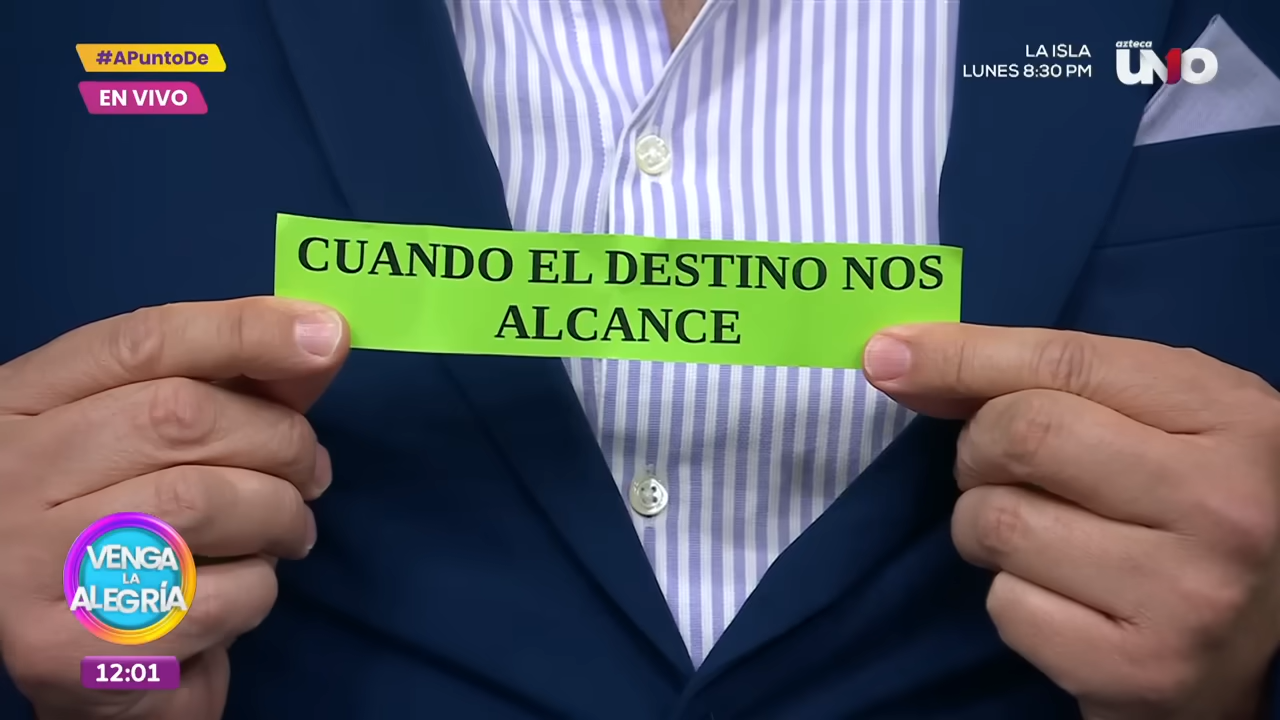 #APuntoDe
EN VIVO
LA ISLA
LUNES 8:30 PM
azteca
UNO
CUANDO EL DESTINO NOS
ALCANCE
VENGA
LA
ALEGRÍA
12:01